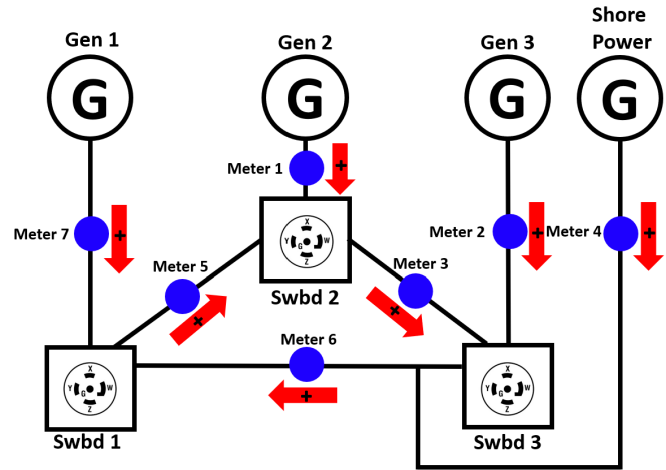 Gen 1
Gen 2
Gen 3
Shore
Power
G
G
G
G
Meter 1
+
Meter 7
+
Meter 2
+
Meter 4
+
X
Y G W
Z
Swbd 2
Meter 5
+
Meter 3
+
Meter 6
+
X
Y G W
Z
Swbd 1
X
Y G W
Z
Swbd 3